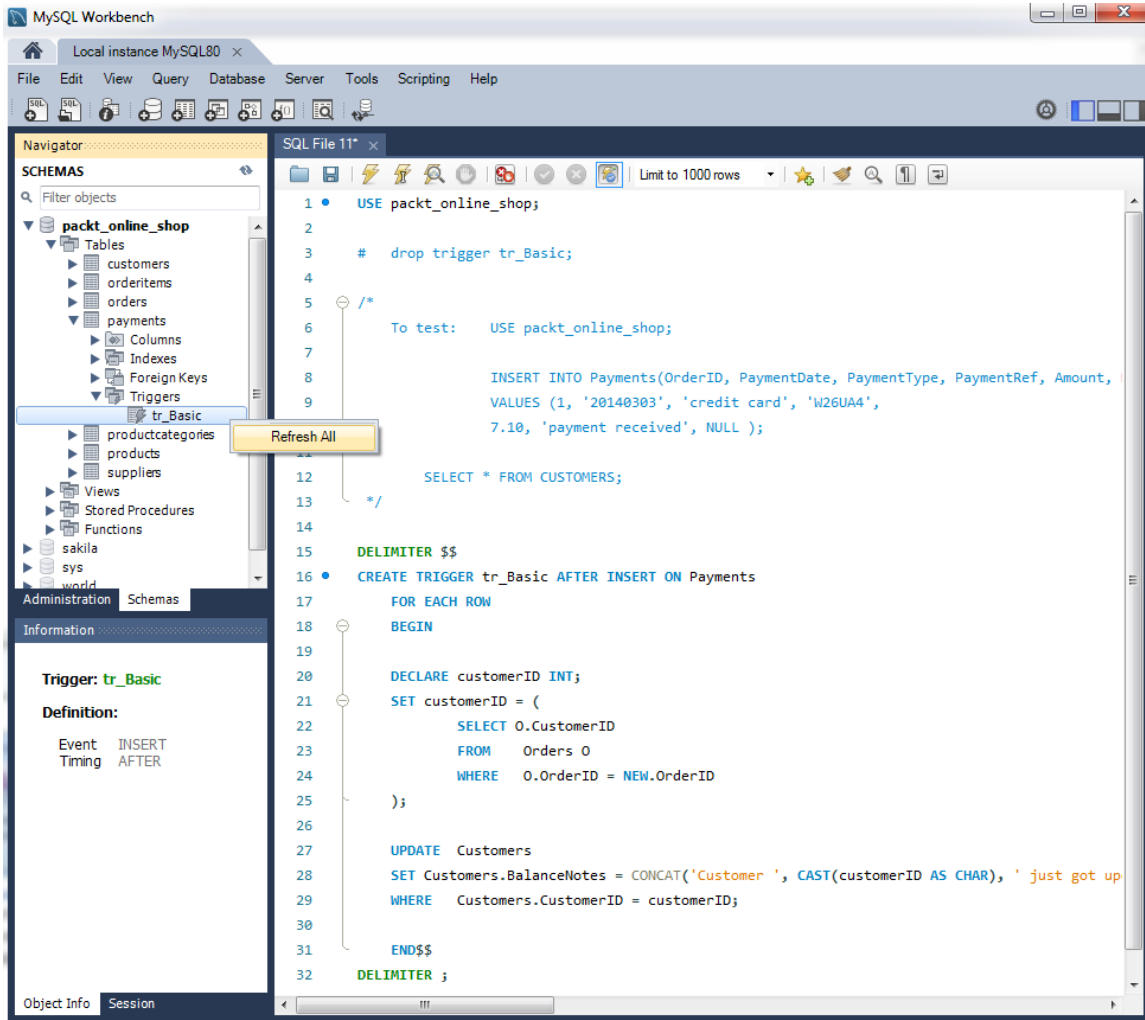 MySQL Workbench
Local instance MySQL80 ×
File Edit View Query Database Server Tools Scripting Help
Navigator
SCHEMAS
Filter objects
packt_online_shop
Tables
customers
orderitems
orders
payments
Columns
Indexes
Foreign Keys
Triggers
tr_Basic
Refresh All
productcategories
products
suppliers
Views
Stored Procedures
Functions
sakila
sys
world
Administration Schemas
Information
Trigger: tr_Basic
Definition:
Event INSERT
Timing AFTER
Object Info Session
SQL File 11* ×
Limit to 1000 rows
1 USE packt_online_shop;
2
3 # drop trigger tr_Basic;
4
5 /*
6 To test: USE packt_online_shop;
7
8 INSERT INTO Payments(OrderID, PaymentDate, PaymentType, PaymentRef, Amount,
9 VALUES (1, '20140303', 'credit card', 'W26UA4',
7.10, 'payment received', NULL );
11
12 SELECT * FROM CUSTOMERS;
13 */
14
15 DELIMITER $$
16 CREATE TRIGGER tr_Basic AFTER INSERT ON Payments
17 FOR EACH ROW
18 BEGIN
19
20 DECLARE customerID INT;
21 SET customerID = (
22 SELECT O.CustomerID
23 FROM Orders O
24 WHERE O.OrderID = NEW.OrderID
25 );
26
27 UPDATE Customers
28 SET Customers.BalanceNotes = CONCAT('Customer ', CAST(customerID AS CHAR), ' just got up
29 WHERE Customers.CustomerID = customerID;
30
31 END$$
32 DELIMITER ;